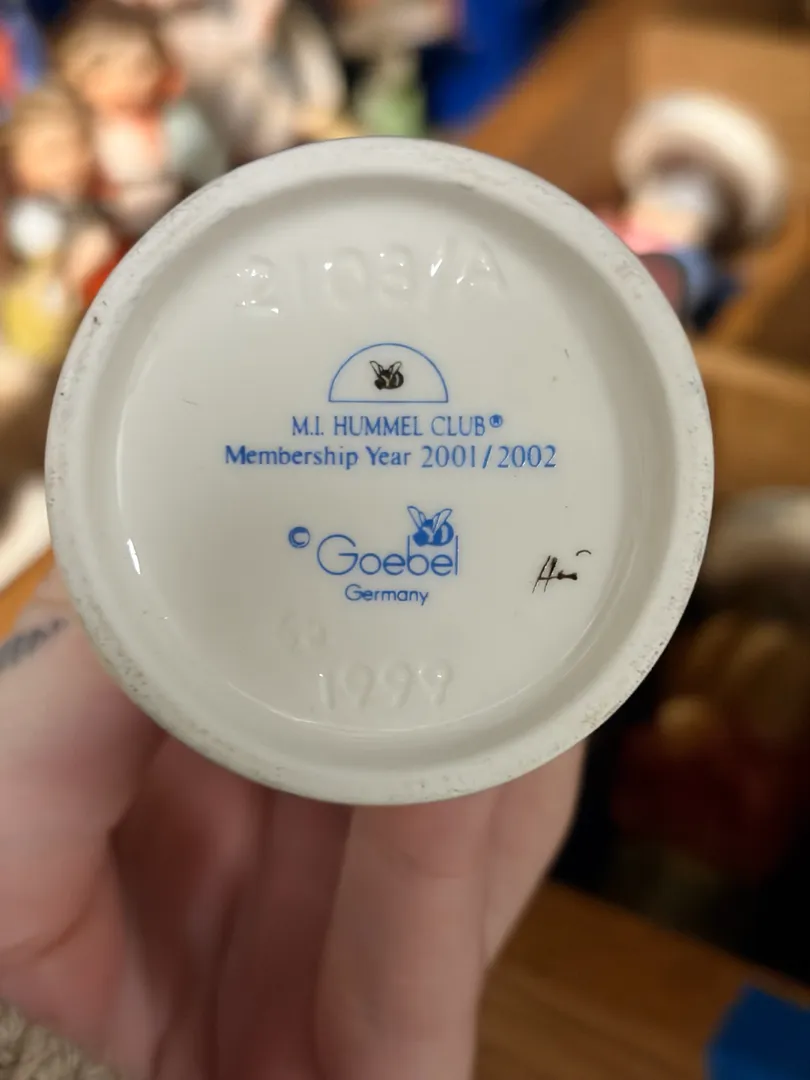 2103/A
M.I. HUMMEL CLUB®
Membership Year 2001/2002
© Goebel
Germany
1999